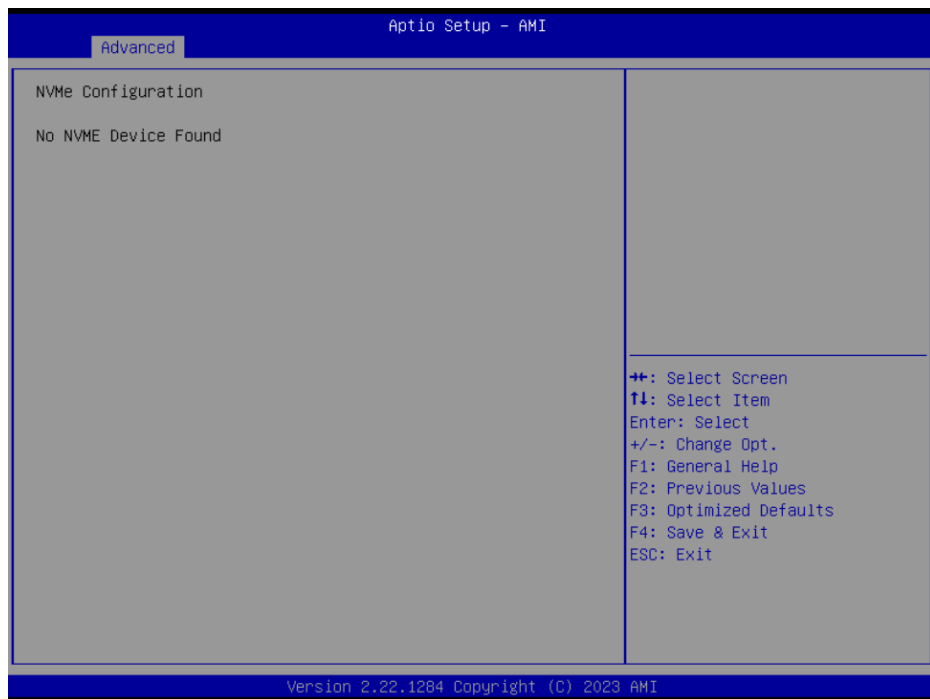 Aptio Setup – AMI
Advanced
NVMe Configuration
No NVME Device Found
→←: Select Screen
↑↓: Select Item
Enter: Select
+/-: Change Opt.
F1: General Help
F2: Previous Values
F3: Optimized Defaults
F4: Save & Exit
ESC: Exit
Version 2.22.1284 Copyright (C) 2023 AMI